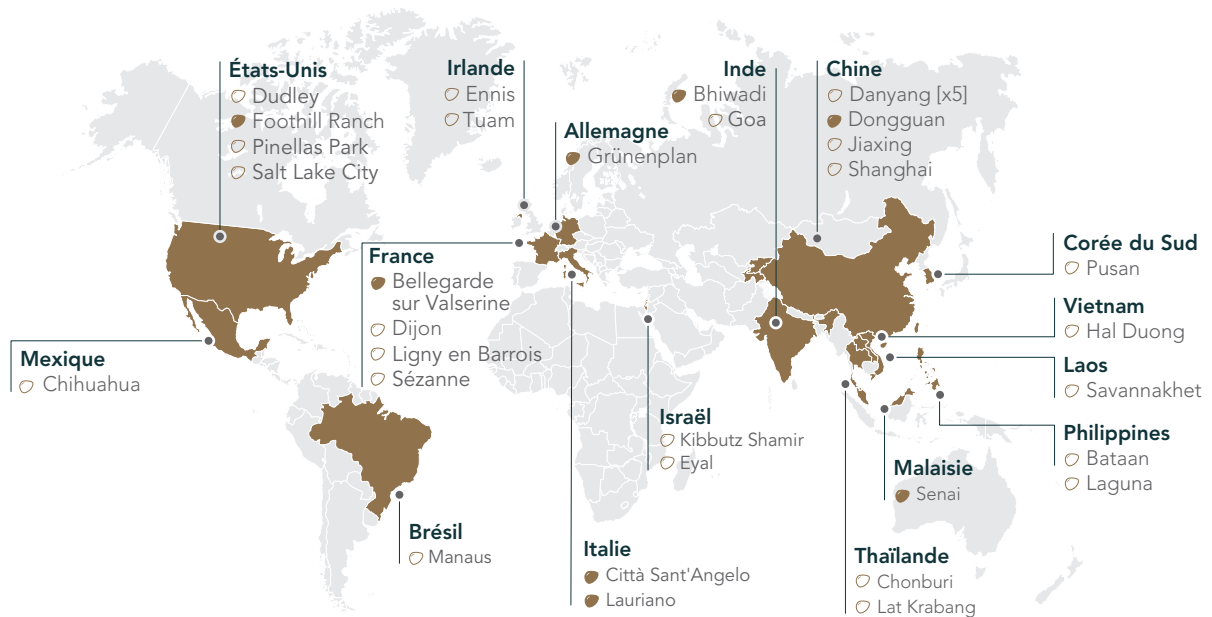 États-Unis
Dudley
Foothill Ranch
Pinellas Park
Salt Lake City
Irlande
Ennis
Tuam
Allemagne
Grünenplan
Inde
Bhiwadi
Goa
Chine
Danyang [x5]
Dongguan
Jiaxing
Shanghai
Corée du Sud
Pusan
Vietnam
Hal Duong
Laos
Savannakhet
Philippines
Bataan
Laguna
France
Bellegarde
sur Valserine
Dijon
Ligny en Barrois
Sézanne
Mexique
Chihuahua
Israël
Kibbutz Shamir
Eyal
Malaisie
Senai
Brésil
Manaus
Italie
Città Sant'Angelo
Lauriano
Thaïlande
Chonburi
Lat Krabang